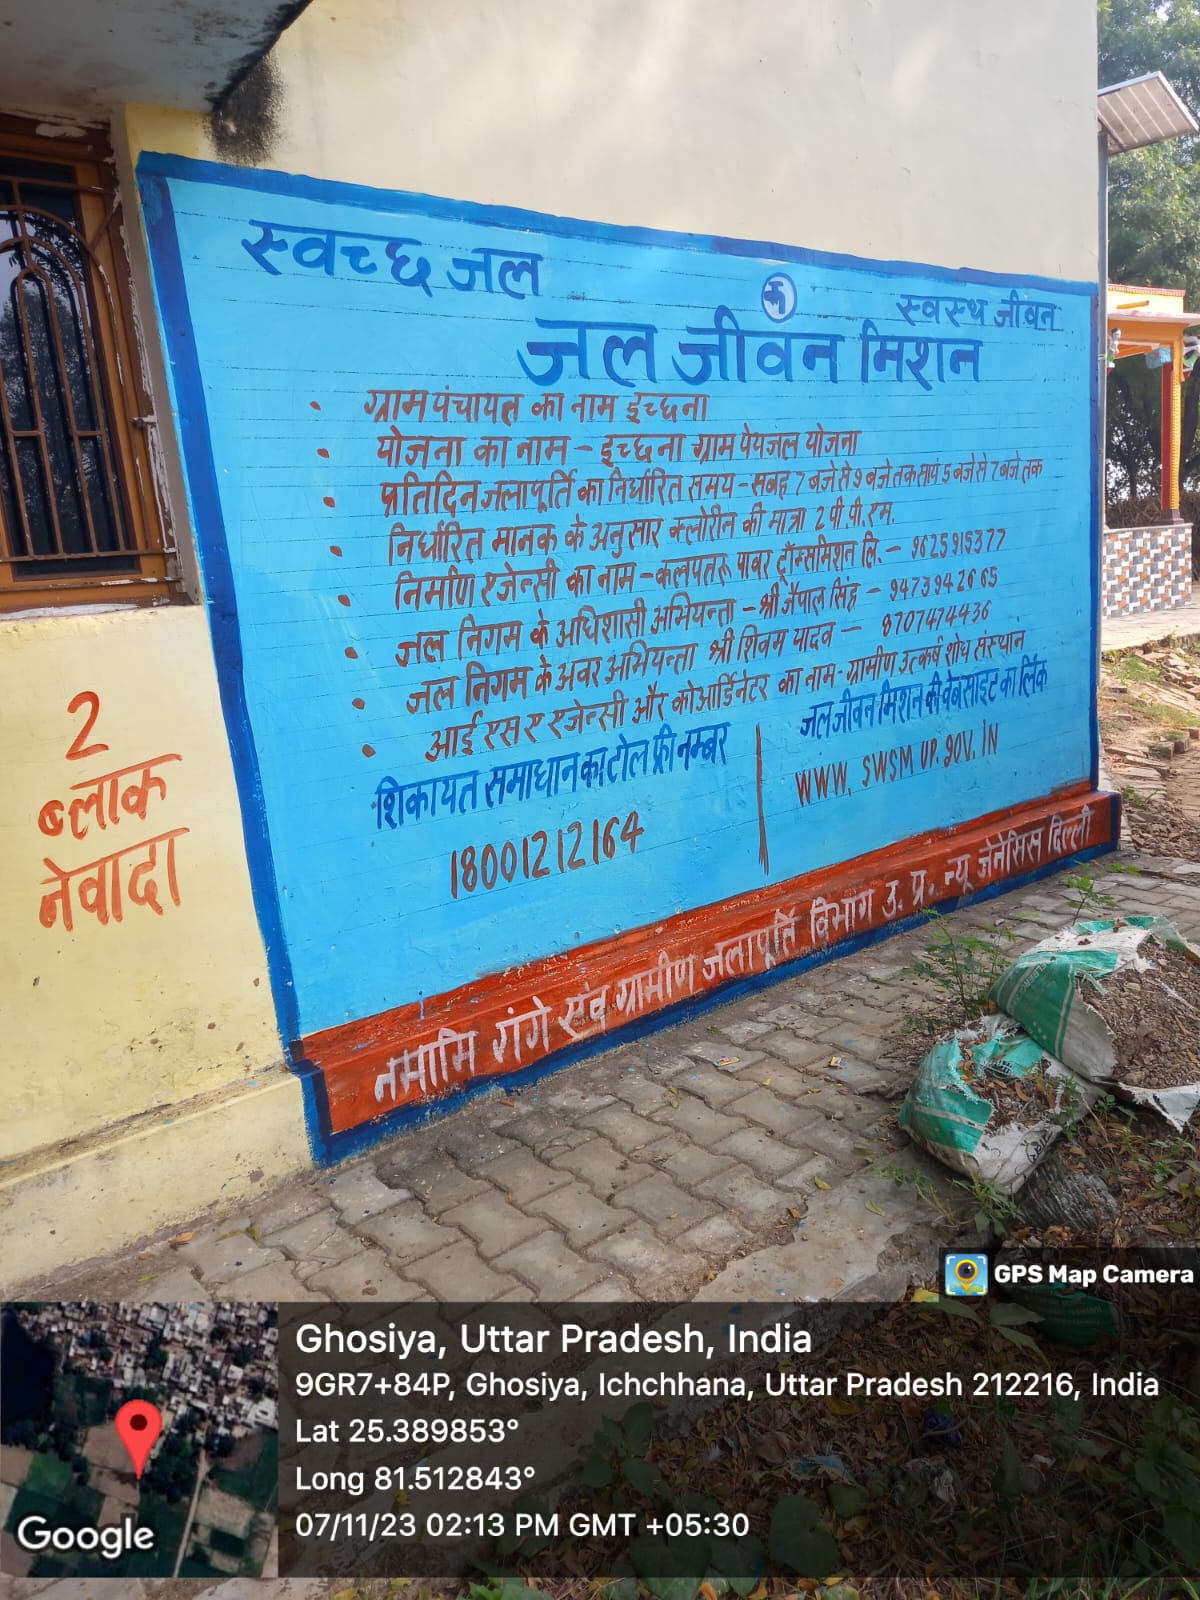 स्वच्छ जल
स्वस्थ जीवन
जल जीवन मिशन
• ग्राम पंचायत का नाम इच्छना
• योजना का नाम - इच्छना ग्राम पेयजल योजना
• प्रतिदिन जलापूर्ति का निर्धारित समय - सुबह 7 बजे से 9 बजे तक सायं 5 बजे से 7 बजे तक
• निर्धारित मानक के अनुसार क्लोरीन की मात्रा 2 पी.पी.एम.
• निर्माण एजेन्सी का नाम - कलपतरू पावर ट्रॉन्समिशन लि. - 9625915377
• जल निगम के अधिशासी अभियन्ता - श्री जैपाल सिंह - 9473942665
• जल निगम के अवर अभियन्ता श्री शिवम यादव - 8707474436
• आई एस ए एजेन्सी और कोआर्डिनेटर का नाम - ग्रामीण उत्कर्ष शोध संस्थान
शिकायत समाधान का टोल फ्री नम्बर
18001212164
जल जीवन मिशन की वेबसाइट का लिंक
WWW. SWSM UP. GOV. IN
नमामि गंगे एंव ग्रामीण जलापूर्ति विभाग उ. प्र. न्यू जेनेसिस दिल्ली
2
ब्लाक
नेवादा
GPS Map Camera
Ghosiya, Uttar Pradesh, India
9GR7+84P, Ghosiya, Ichchhana, Uttar Pradesh 212216, India
Lat 25.389853°
Long 81.512843°
07/11/23 02:13 PM GMT +05:30
Google